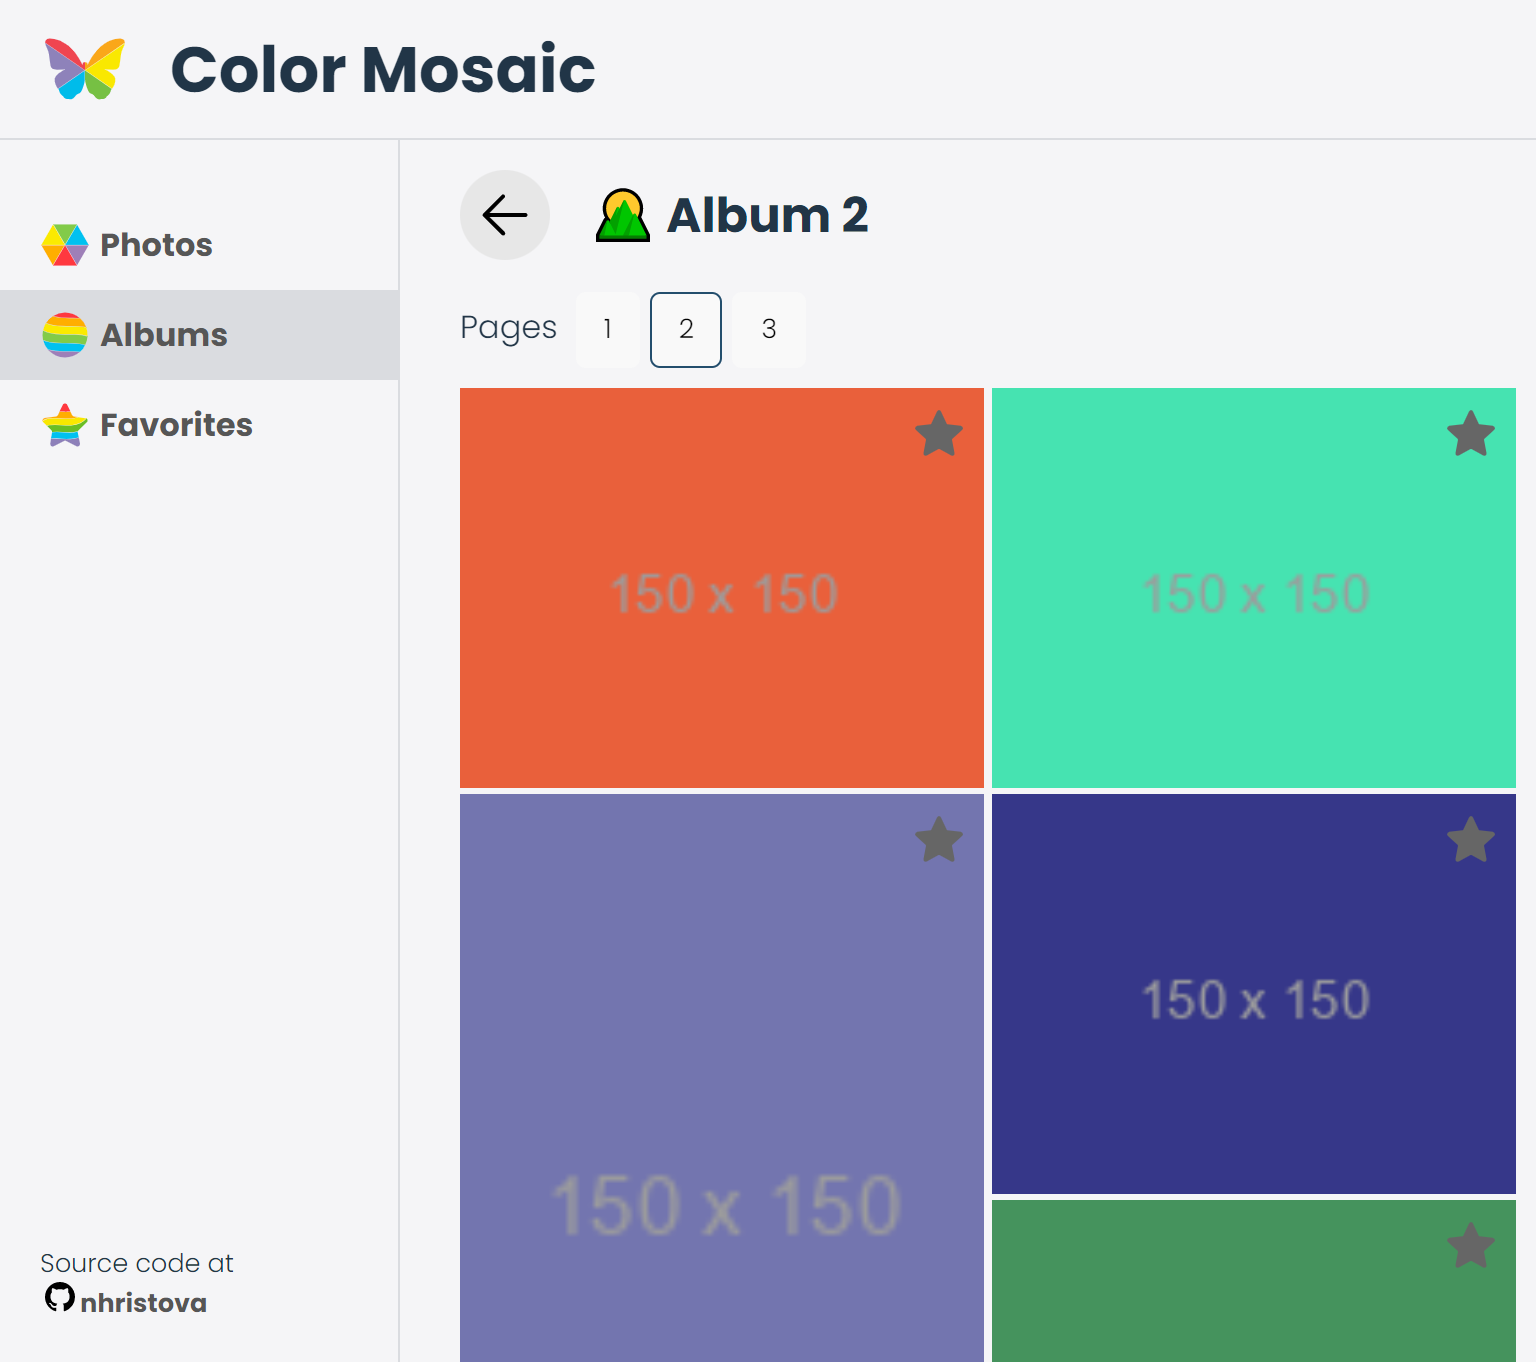 Color Mosaic
Photos
Albums
Favorites
Source code at
nhristova
Album 2
Pages 1 2 3
150 x 150
150 x 150
150 x 150
150 x 150